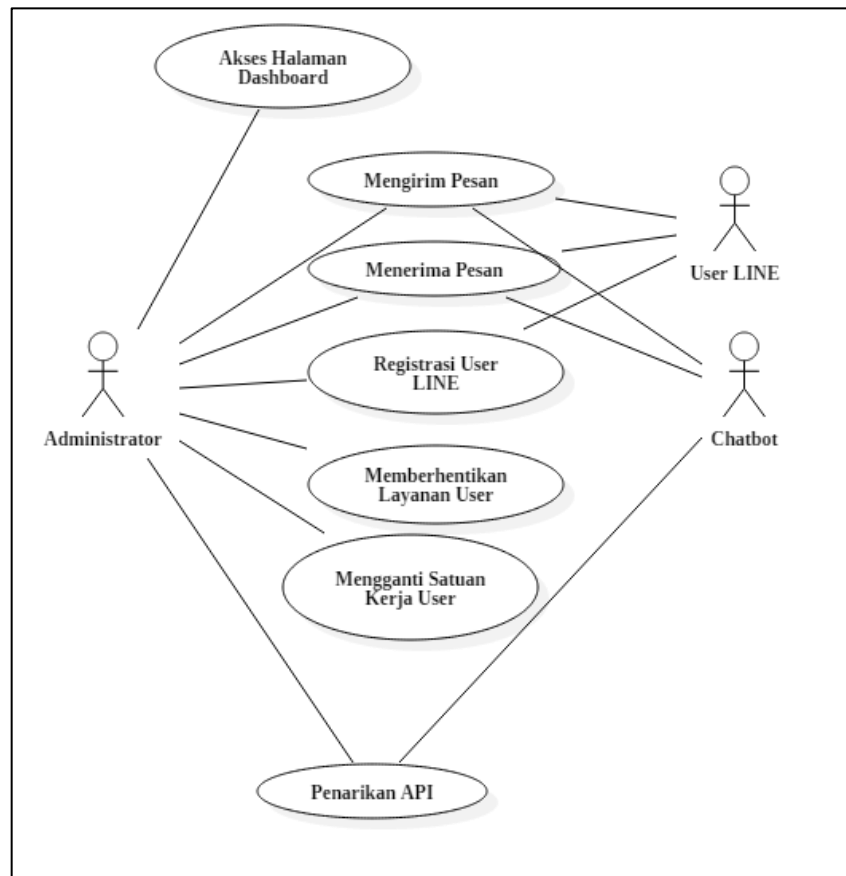 Akses Halaman
Dashboard
Mengirim Pesan
Menerima Pesan
User LINE
Registrasi User
LINE
Administrator
Chatbot
Memberhentikan
Layanan User
Mengganti Satuan
Kerja User
Penarikan API